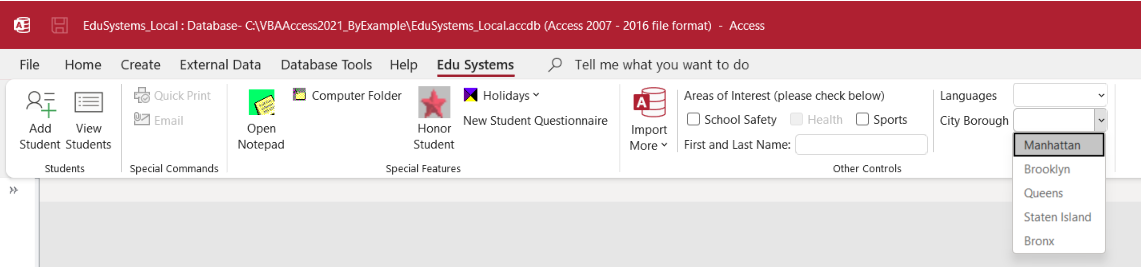 EduSystems_Local : Database- C:\VBAAccess2021_ByExample\EduSystems_Local.accdb (Access 2007 - 2016 file format) - Access
File Home Create External Data Database Tools Help Edu Systems Tell me what you want to do
Add Student
View Students
Students
Quick Print
Email
Special Commands
Open Notepad
Computer Folder
Honor Student
Holidays
New Student Questionnaire
Special Features
Import More
Areas of Interest (please check below)
School Safety Health Sports
First and Last Name:
Languages
City Borough
Other Controls
Manhattan
Brooklyn
Queens
Staten Island
Bronx